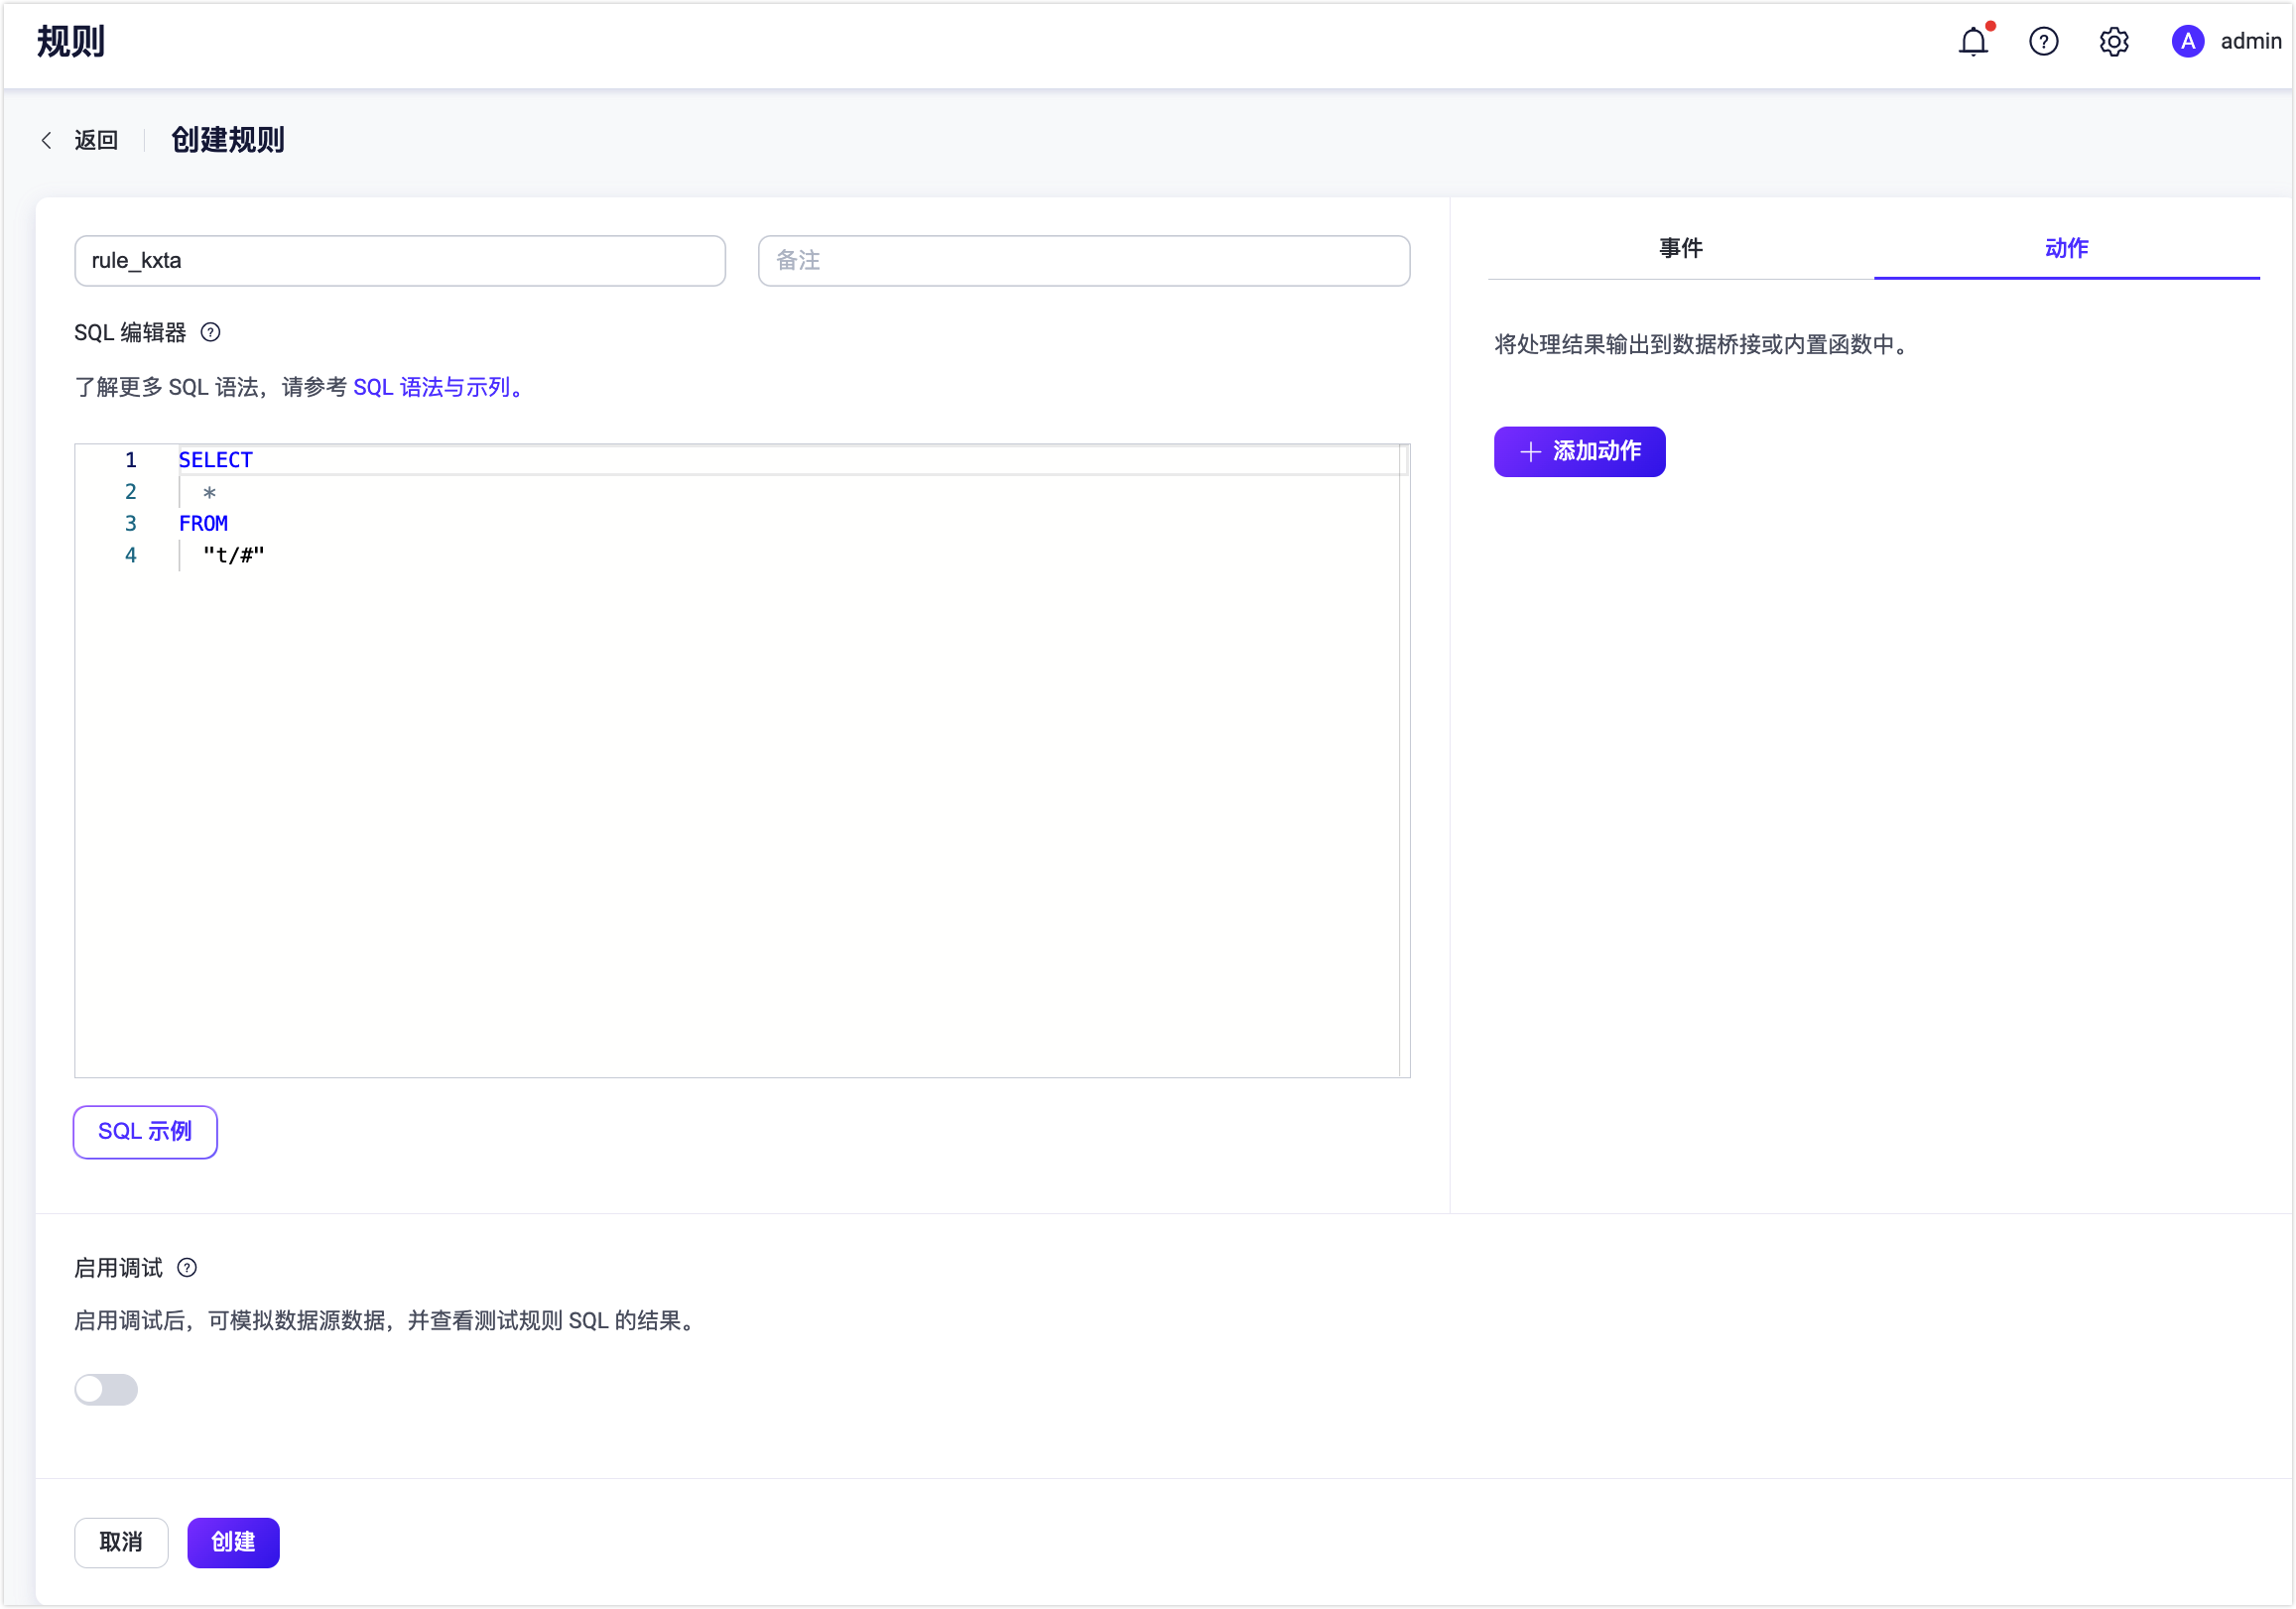 规则
A admin
返回 创建规则
rule_kxta
备注
SQL 编辑器
了解更多 SQL 语法，请参考 SQL 语法与示列。
1 SELECT
2 *
3 FROM
4 "t/#"
SQL 示例
事件 动作
将处理结果输出到数据桥接或内置函数中。
添加动作
启用调试
启用调试后，可模拟数据源数据，并查看测试规则 SQL 的结果。
取消 创建